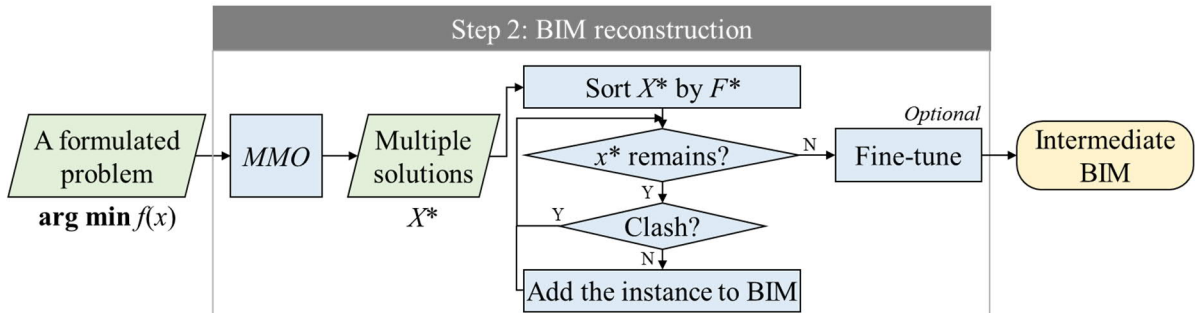 Step 2: BIM reconstruction
A formulated
problem
arg min f(x)
MMO
Multiple
solutions
X*
Sort X* by F*
x* remains?
N
Y
Clash?
Y
N
Add the instance to BIM
Optional
Fine-tune
Intermediate
BIM